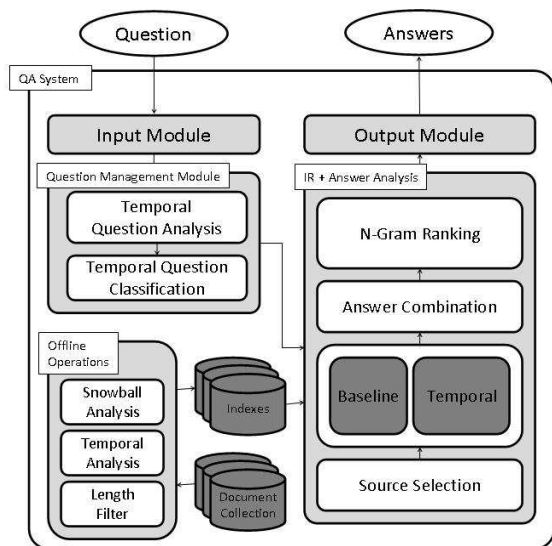 Question
Answers
QA System
Input Module
Output Module
Question Management Module
IR + Answer Analysis
Temporal
Question Analysis
Temporal Question
Classification
N-Gram Ranking
Answer Combination
Offline
Operations
Snowball
Analysis
Temporal
Analysis
Length
Filter
Indexes
Document
Collection
Baseline
Temporal
Source Selection